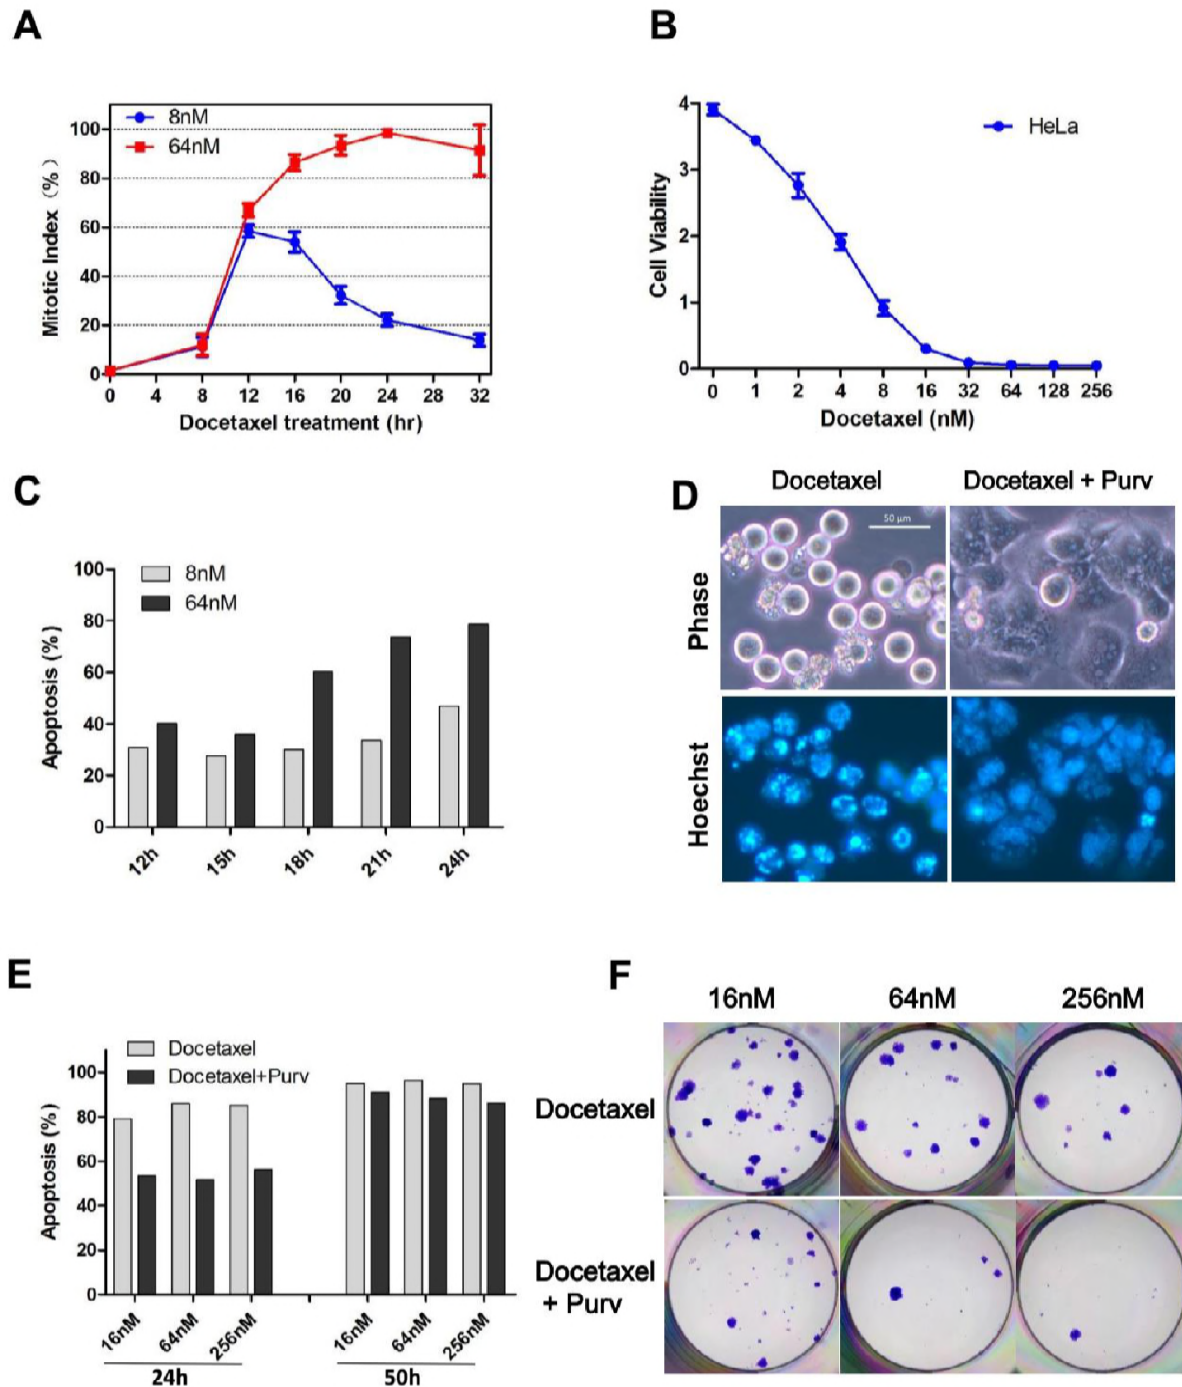 A
8nM
64nM
Mitotic Index (%)
100
80
60
40
20
0
0 4 8 12 16 20 24 28 32
Docetaxel treatment (hr)
B
HeLa
Cell Viability
4
3
2
1
0
0 1 2 4 8 16 32 64 128 256
Docetaxel (nM)
C
8nM
64nM
Apoptosis (%)
100
80
60
40
20
0
12h 15h 18h 21h 24h
D
Docetaxel Docetaxel + Purv
50 µm
Phase
Hoechst
E
Docetaxel
Docetaxel+Purv
Apoptosis (%)
100
80
60
40
20
0
16nM 64nM 256nM 16nM 64nM 256nM
24h 50h
F
16nM 64nM 256nM
Docetaxel
Docetaxel
+ Purv